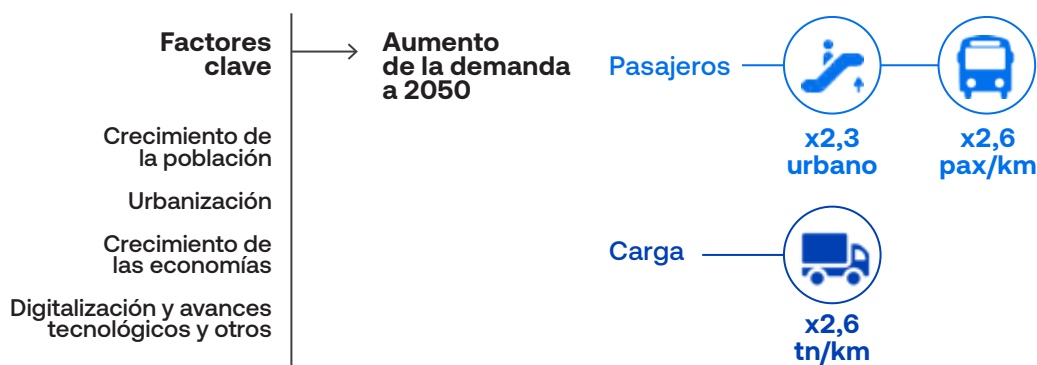 Factores
clave
Crecimiento de
la población
Urbanización
Crecimiento de
las economías
Digitalización y avances
tecnológicos y otros
Aumento
de la demanda
a 2050
Pasajeros
x2,3
urbano
x2,6
pax/km
Carga
x2,6
tn/km